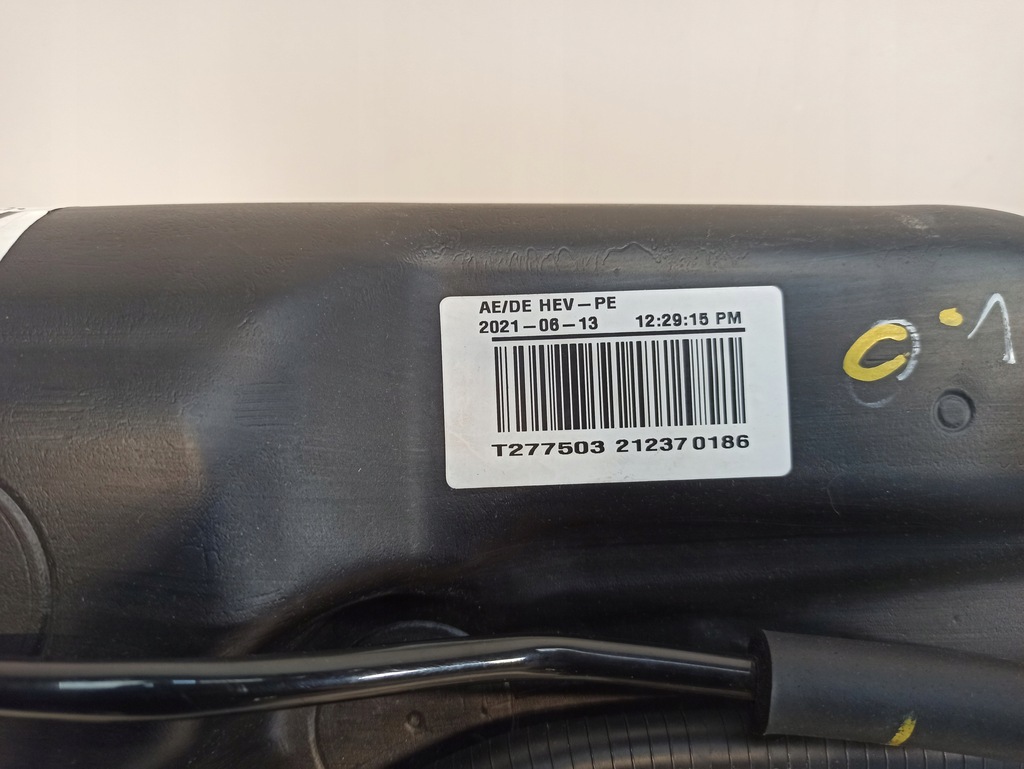 AE/DE HEV-PE
2021-06-13 12:29:15 PM
T277503 212370186